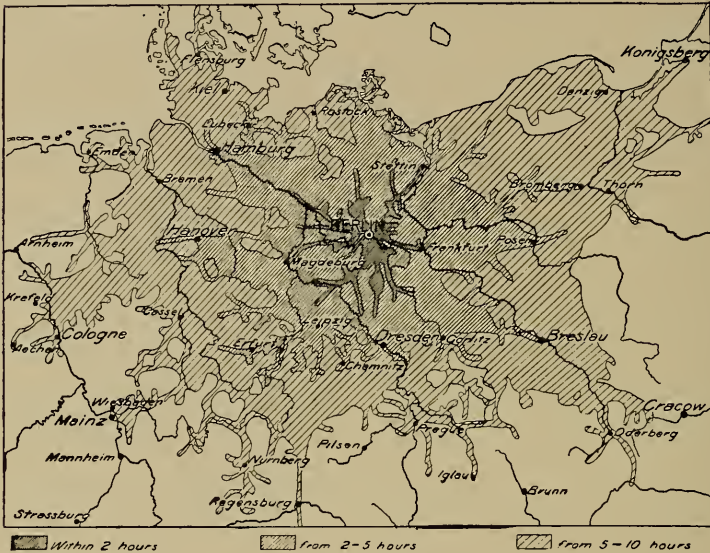 Konigsberg
Flensburg
Kiel
Danzig
Rostock
Lubeck
Hamburg
Emden
Stettin
Bremen
Bromberg
Thorn
BERLIN
Hanover
Arnheim
Frankfurt
Posen
Magdeburg
Krefeld
Cassel
Leipzig
Cologne
Dresden
Gorlitz
Breslau
Aachen
Erfurt
Chemnitz
Wiesbaden
Cracow
Mainz
Prague
Oderberg
Pilsen
Mannheim
Nurnberg
Iglau
Brunn
Regensburg
Strassburg
Within 2 hours
from 2-5 hours
from 5-10 hours